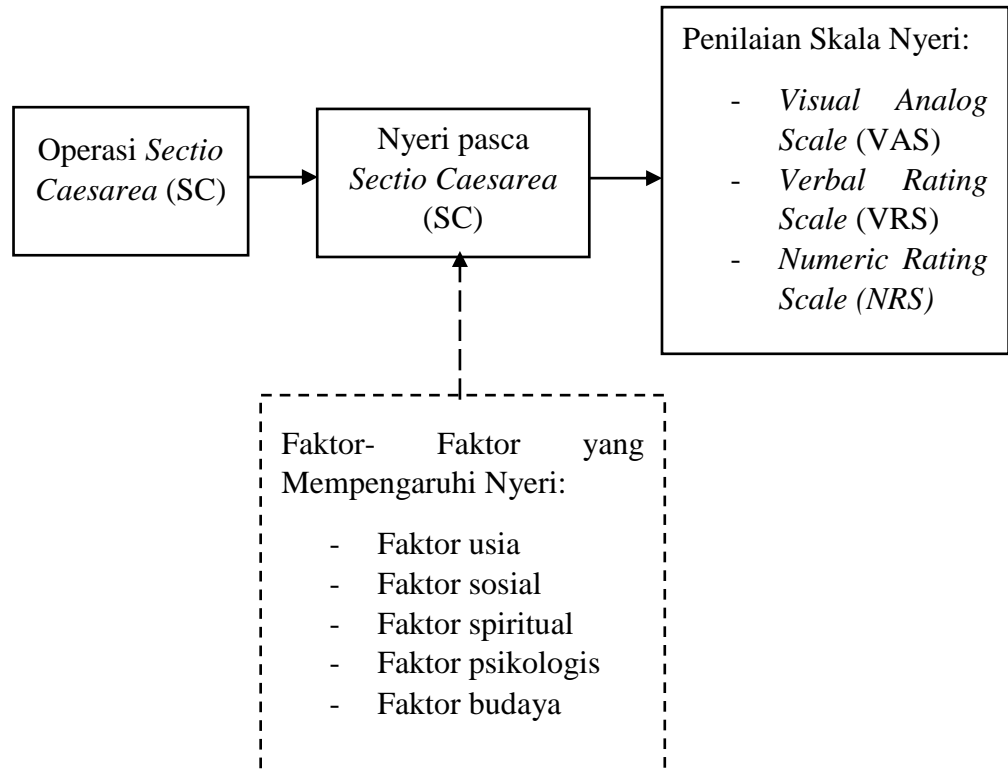 Operasi Sectio
Caesarea (SC)
Nyeri pasca
Sectio Caesarea
(SC)
Penilaian Skala Nyeri:
- Visual Analog
Scale (VAS)
- Verbal Rating
Scale (VRS)
- Numeric Rating
Scale (NRS)
Faktor- Faktor yang
Mempengaruhi Nyeri:
- Faktor usia
- Faktor sosial
- Faktor spiritual
- Faktor psikologis
- Faktor budaya